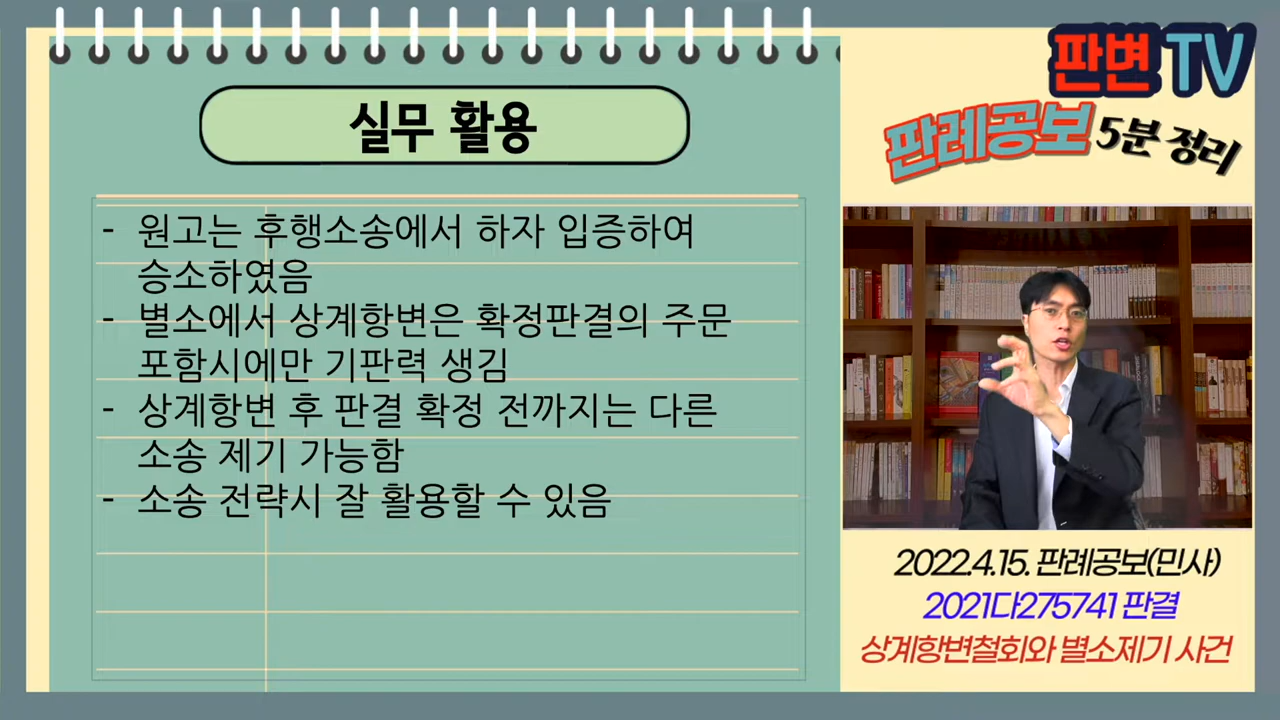 실무 활용
- 원고는 후행소송에서 하자 입증하여
승소하였음
- 별소에서 상계항변은 확정판결의 주문
포함시에만 기판력 생김
- 상계항변 후 판결 확정 전까지는 다른
소송 제기 가능함
- 소송 전략시 잘 활용할 수 있음
판변 TV
판례공보 5분 정리
2022.4.15. 판례공보(민사)
2021다275741 판결
상계항변철회와 별소제기 사건